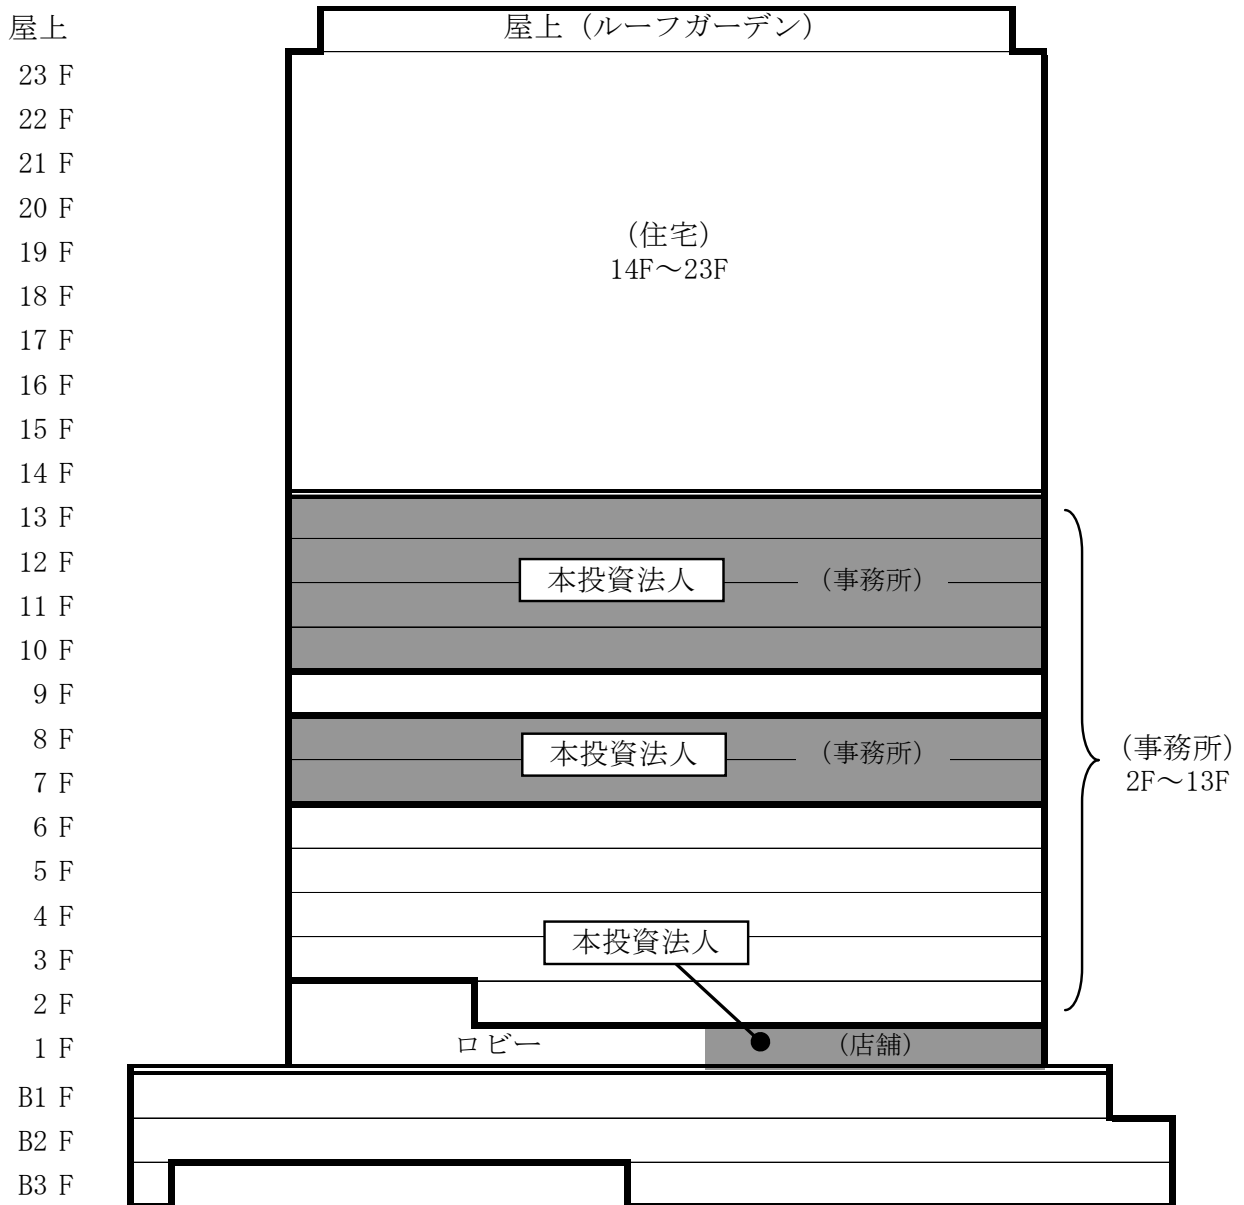 屋上
屋上（ルーフガーデン）
23 F
22 F
21 F
20 F
19 F
18 F
17 F
16 F
15 F
14 F
13 F
12 F
11 F
10 F
9 F
8 F
7 F
6 F
5 F
4 F
3 F
2 F
1 F
B1 F
B2 F
B3 F
（住宅）
14F～23F
本投資法人
（事務所）
本投資法人
（事務所）
（事務所）
2F～13F
本投資法人
ロビー
（店舗）